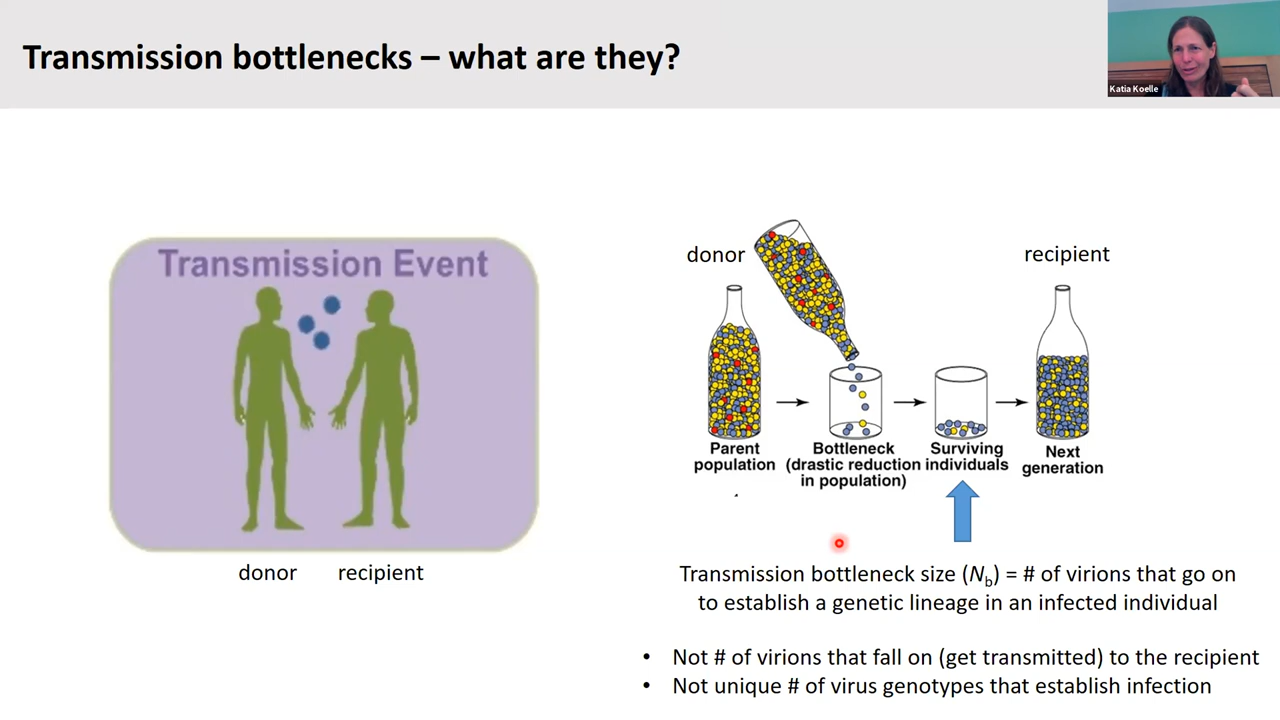 Transmission bottlenecks – what are they?
Katia Koelle
Transmission Event
donor
recipient
donor
recipient
Parent
population
Bottleneck
(drastic reduction
in population)
Surviving
individuals
Next
generation
Transmission bottleneck size (Nb) = # of virions that go on
to establish a genetic lineage in an infected individual
• Not # of virions that fall on (get transmitted) to the recipient
• Not unique # of virus genotypes that establish infection